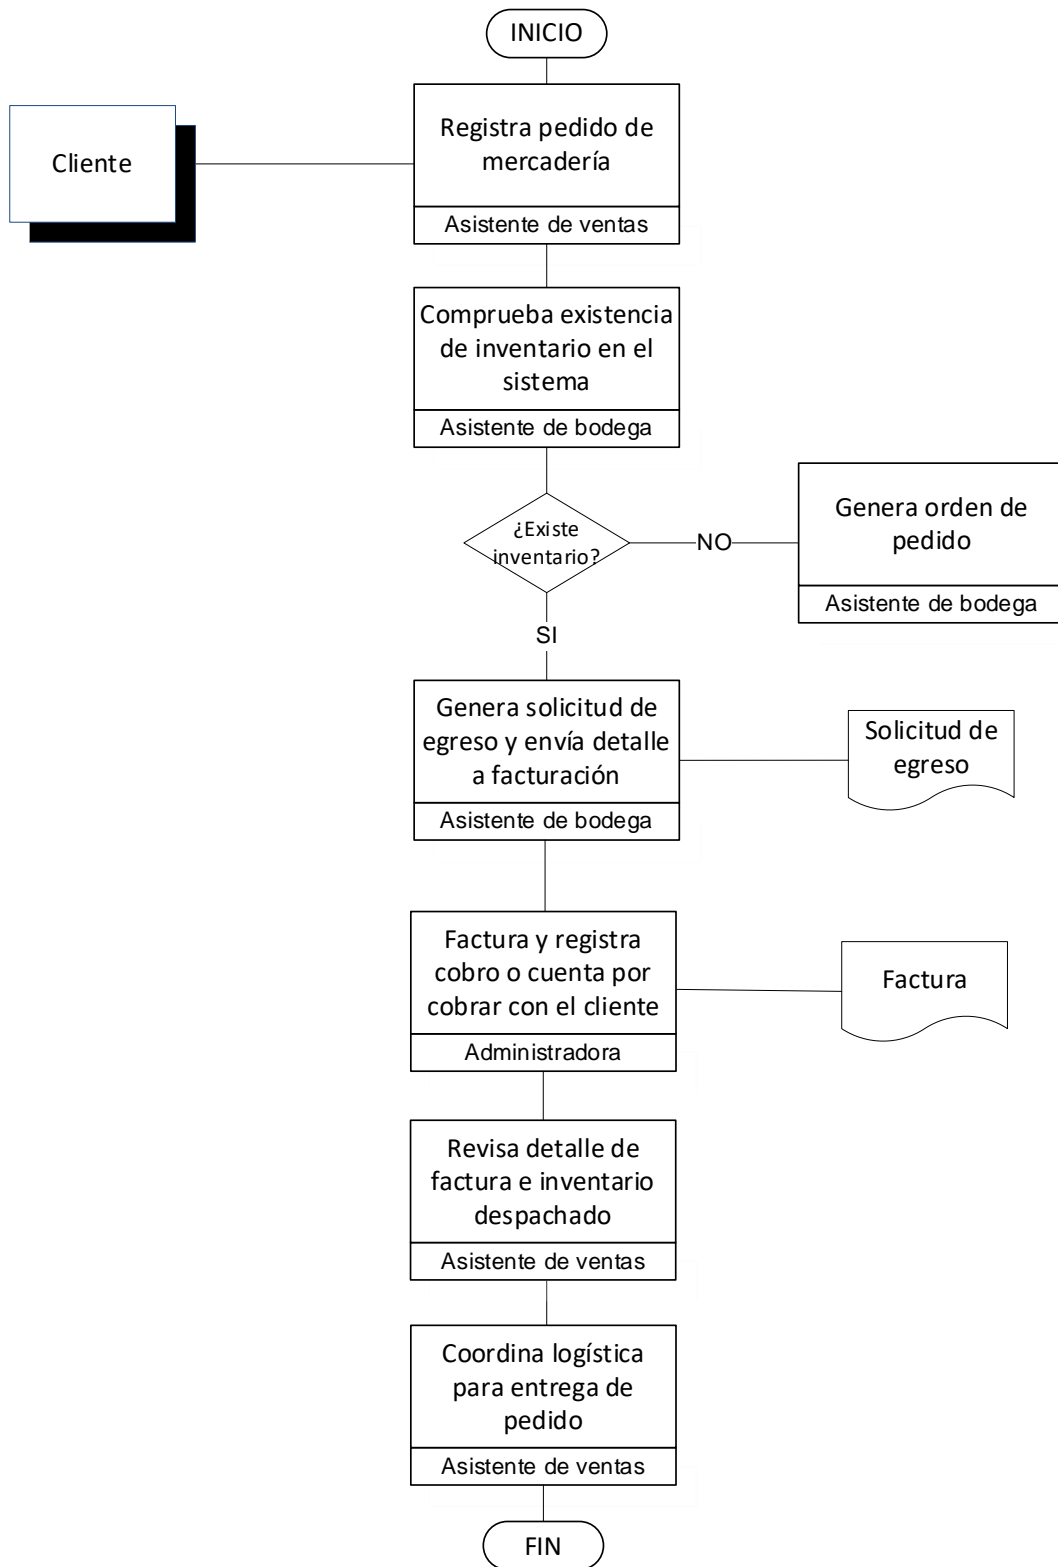 INICIO
Cliente
Registra pedido de
mercadería
Asistente de ventas
Comprueba existencia
de inventario en el
sistema
Asistente de bodega
¿Existe
inventario?
NO
Genera orden de
pedido
Asistente de bodega
SI
Genera solicitud de
egreso y envía detalle
a facturación
Asistente de bodega
Solicitud de
egreso
Factura y registra
cobro o cuenta por
cobrar con el cliente
Administradora
Factura
Revisa detalle de
factura e inventario
despachado
Asistente de ventas
Coordina logística
para entrega de
pedido
Asistente de ventas
FIN